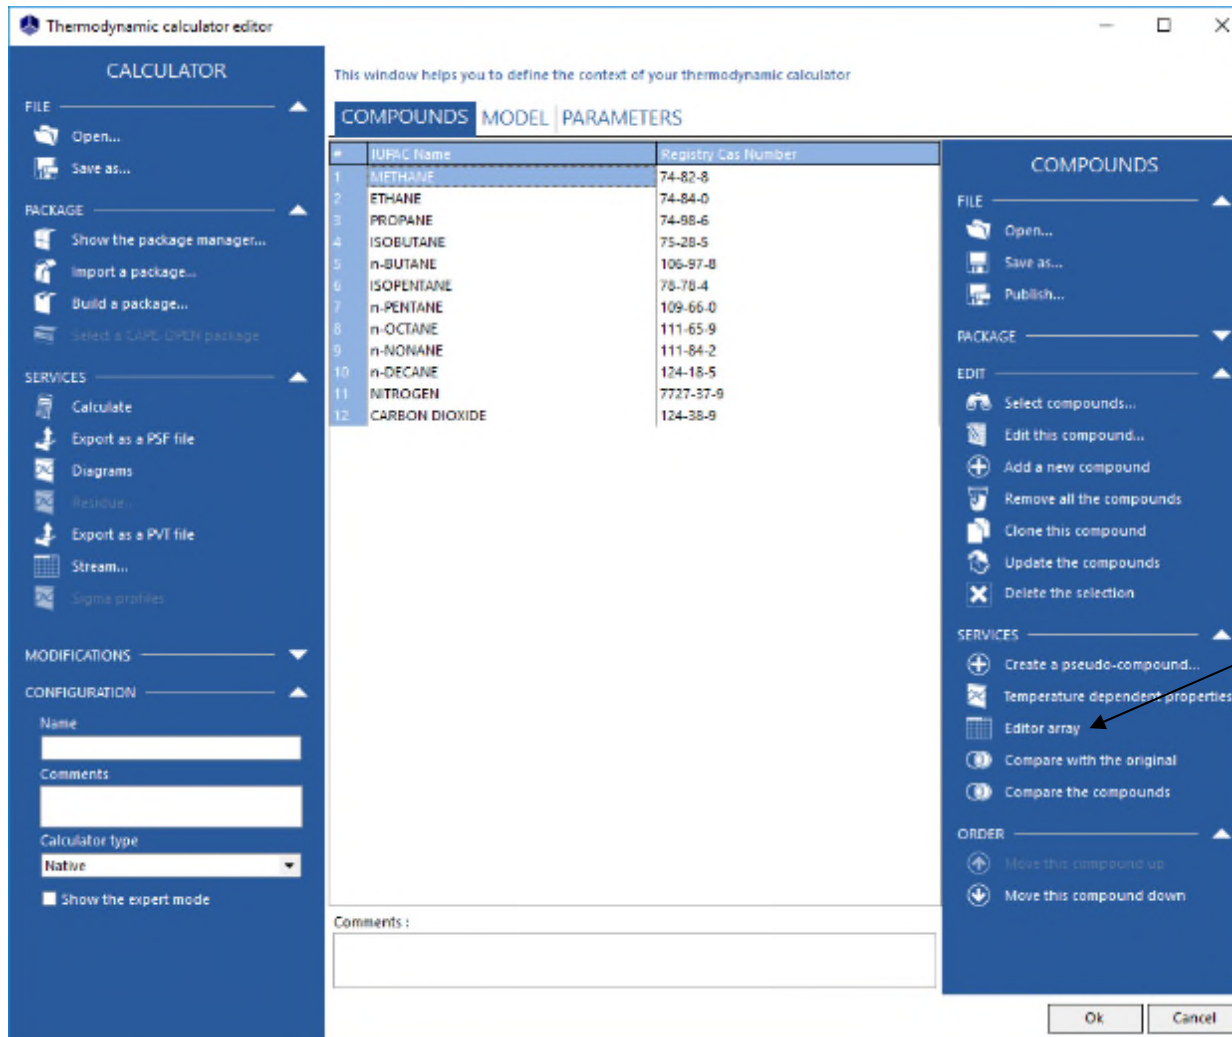 Thermodynamic calculator editor
CALCULATOR
FILE
Open...
Save as...
PACKAGE
Show the package manager...
Import a package...
Build a package...
Select a CAPE-OPEN package
SERVICES
Calculate
Export as a PSF file
Diagrams
Residue...
Export as a PVT file
Stream...
Sigma profiles
MODIFICATIONS
CONFIGURATION
Name
Comments
Calculator type
Native
Show the expert mode
This window helps you to define the context of your thermodynamic calculator
COMPOUNDS MODEL PARAMETERS
# IUPAC Name Registry Cas Number
1 METHANE 74-82-8
2 ETHANE 74-84-0
3 PROPANE 74-98-6
4 ISOBUTANE 75-28-5
5 n-BUTANE 106-97-8
6 ISOPENTANE 78-78-4
7 n-PENTANE 109-66-0
8 n-OCTANE 111-65-9
9 n-NONANE 111-84-2
10 n-DECANE 124-18-5
11 NITROGEN 7727-37-9
12 CARBON DIOXIDE 124-38-9
Comments :
COMPOUNDS
FILE
Open...
Save as...
Publish...
PACKAGE
EDIT
Select compounds...
Edit this compound...
Add a new compound
Remove all the compounds
Clone this compound
Update the compounds
Delete the selection
SERVICES
Create a pseudo-compound...
Temperature dependent properties
Editor array
Compare with the original
Compare the compounds
ORDER
Move this compound up
Move this compound down
Ok Cancel